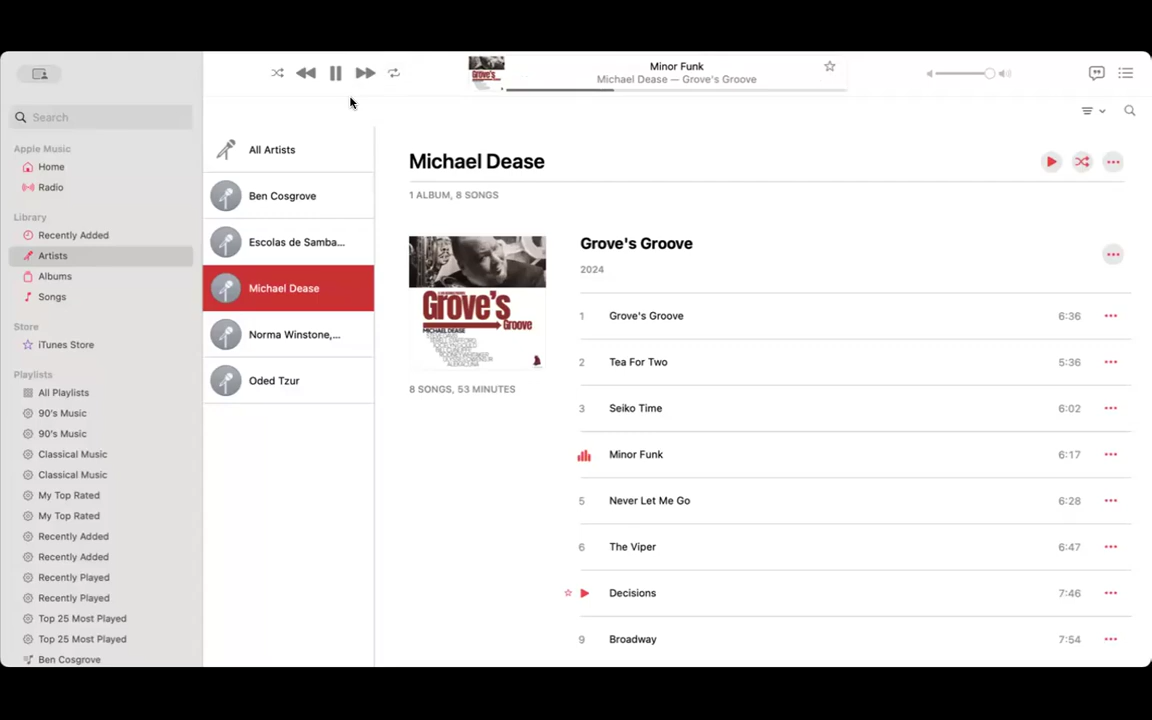 Minor Funk
Michael Dease — Grove's Groove
Search
Apple Music
Home
Radio
Library
Recently Added
Artists
Albums
Songs
Store
iTunes Store
Playlists
All Playlists
90's Music
90's Music
Classical Music
Classical Music
My Top Rated
My Top Rated
Recently Added
Recently Added
Recently Played
Recently Played
Top 25 Most Played
Top 25 Most Played
Ben Cosgrove
All Artists
Ben Cosgrove
Escolas de Samba...
Michael Dease
Norma Winstone,...
Oded Tzur
Michael Dease
1 ALBUM, 8 SONGS
Grove's
Groove
MICHAEL DEASE
8 SONGS, 53 MINUTES
Grove's Groove
2024
1 Grove's Groove 6:36
2 Tea For Two 5:36
3 Seiko Time 6:02
Minor Funk 6:17
5 Never Let Me Go 6:28
6 The Viper 6:47
Decisions 7:46
9 Broadway 7:54